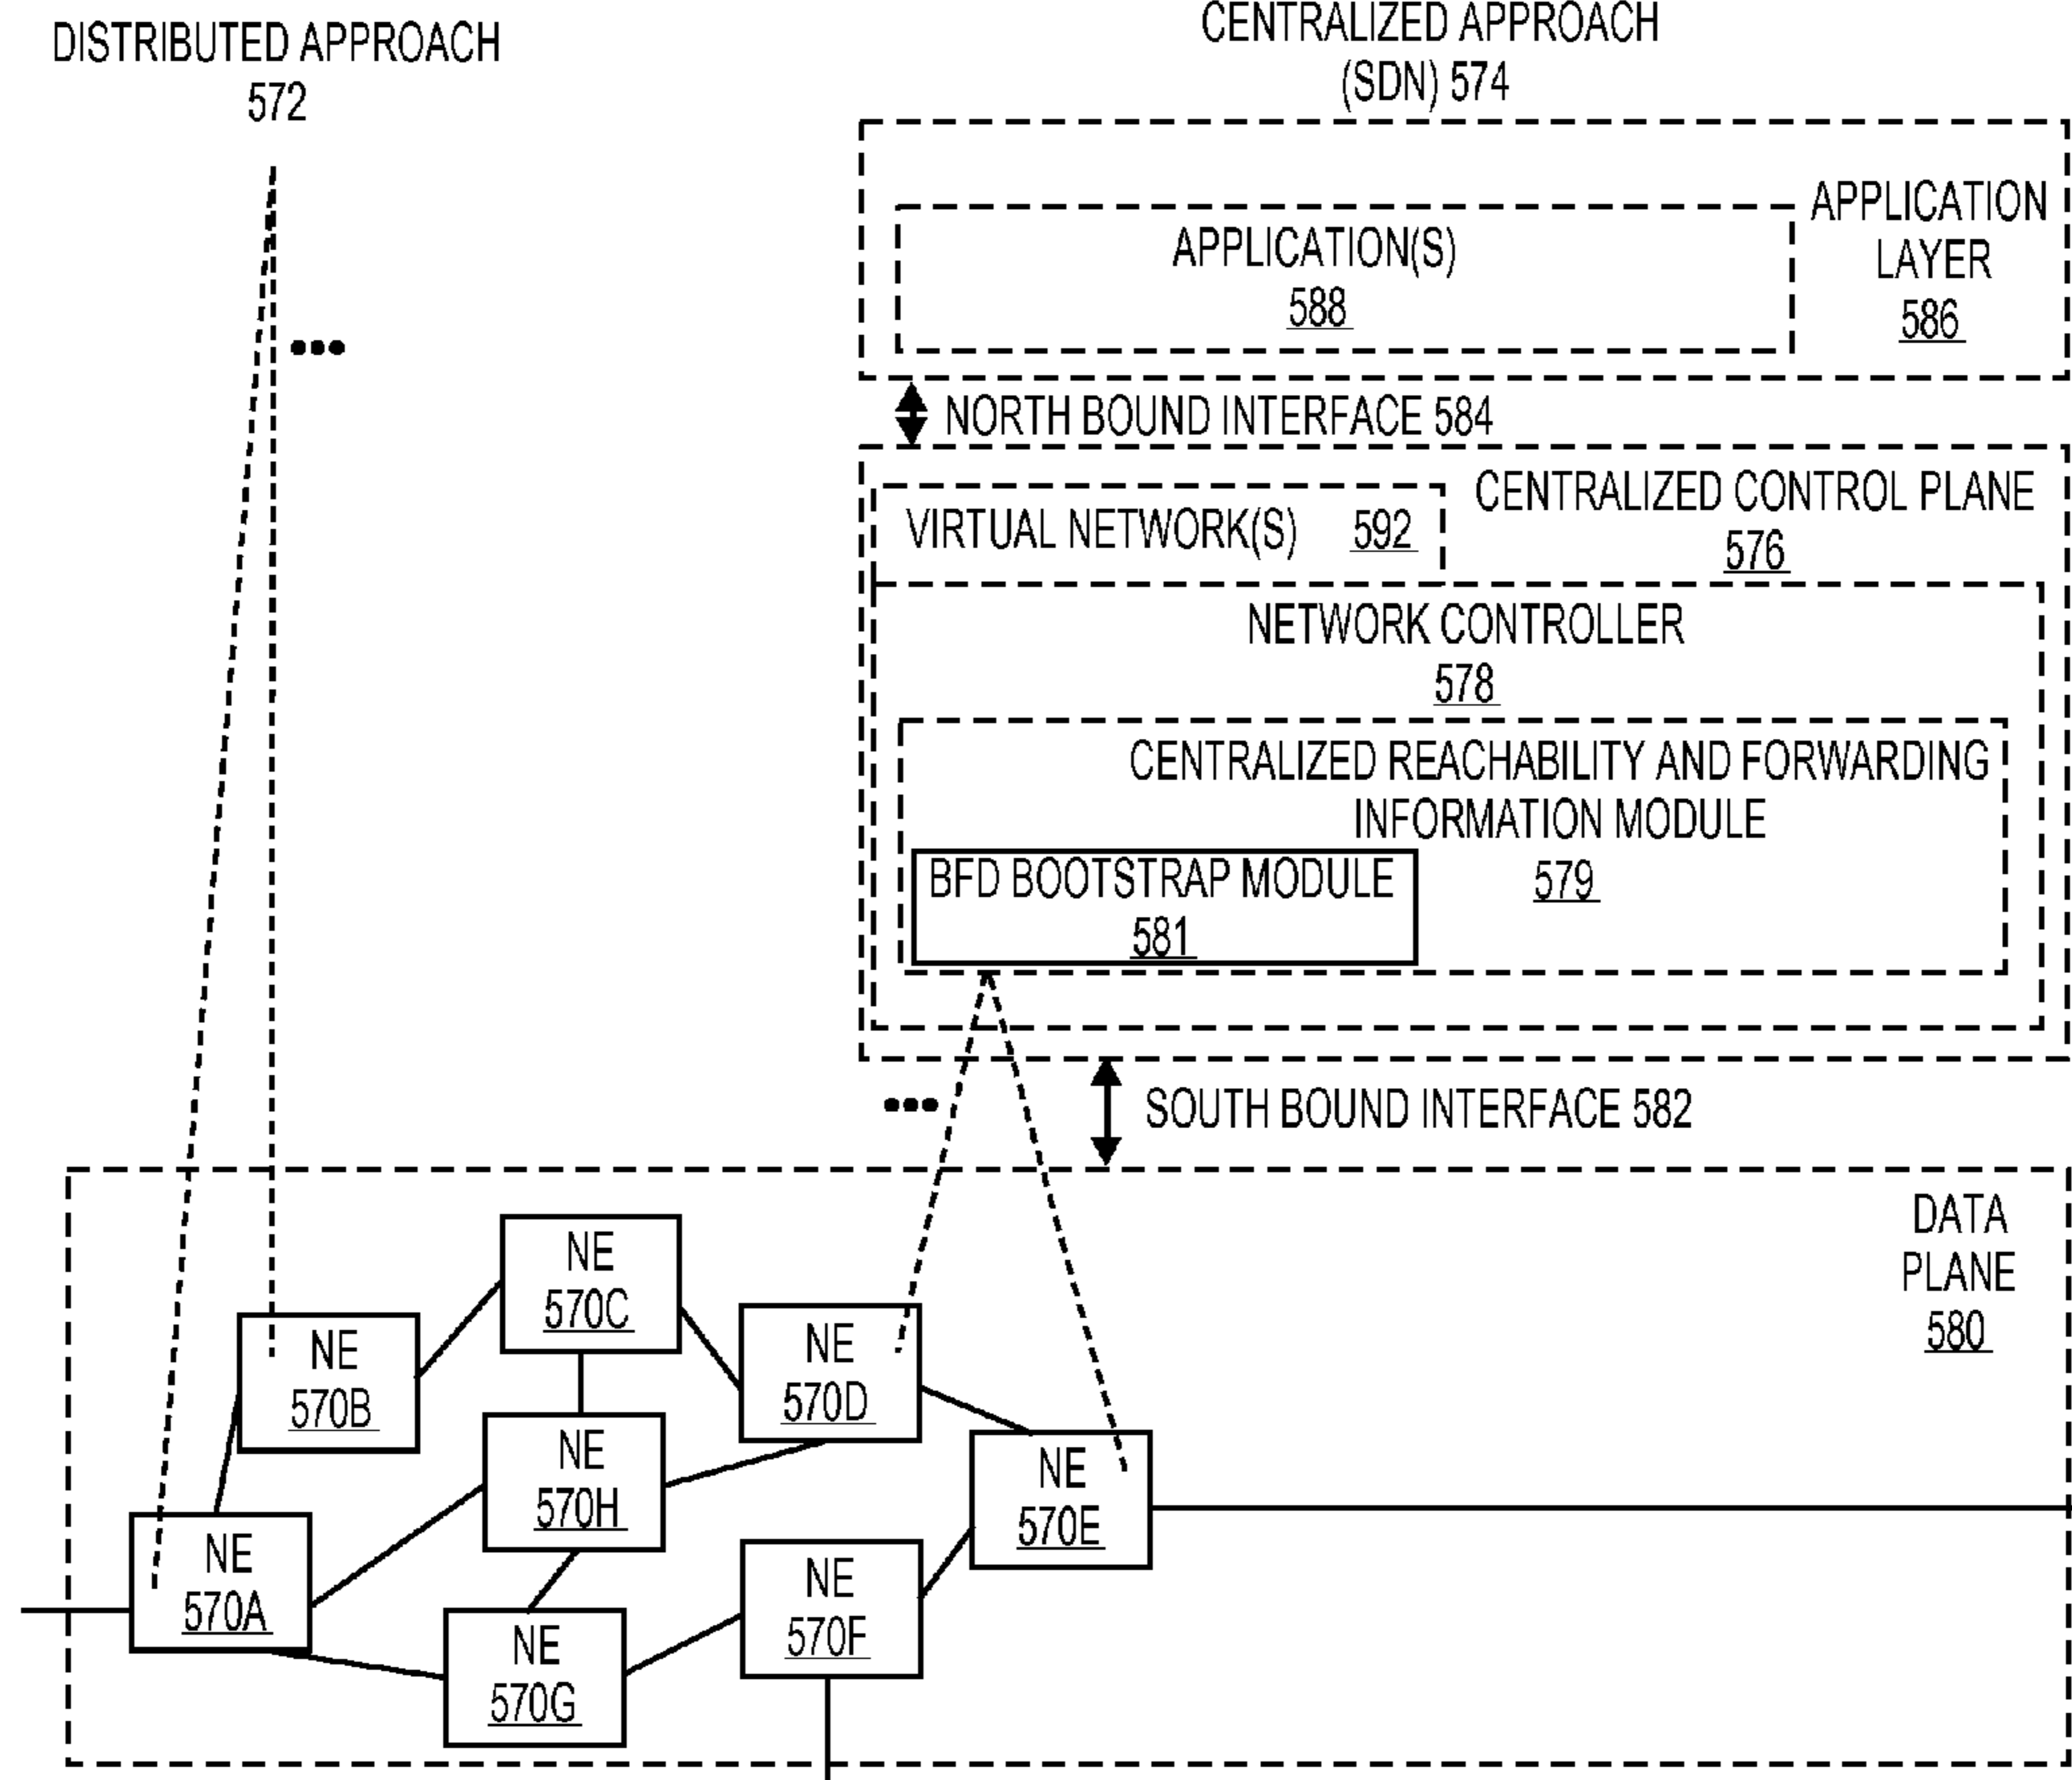 DISTRIBUTED APPROACH
572
CENTRALIZED APPROACH
(SDN) 574
APPLICATION(S)
588
APPLICATION
LAYER
586
NORTH BOUND INTERFACE 584
VIRTUAL NETWORK(S) 592
CENTRALIZED CONTROL PLANE
576
NETWORK CONTROLLER
578
CENTRALIZED REACHABILITY AND FORWARDING
INFORMATION MODULE
579
BFD BOOTSTRAP MODULE
581
SOUTH BOUND INTERFACE 582
DATA
PLANE
580
NE
570C
NE
570B
NE
570D
NE
570H
NE
570E
NE
570A
NE
570F
NE
570G